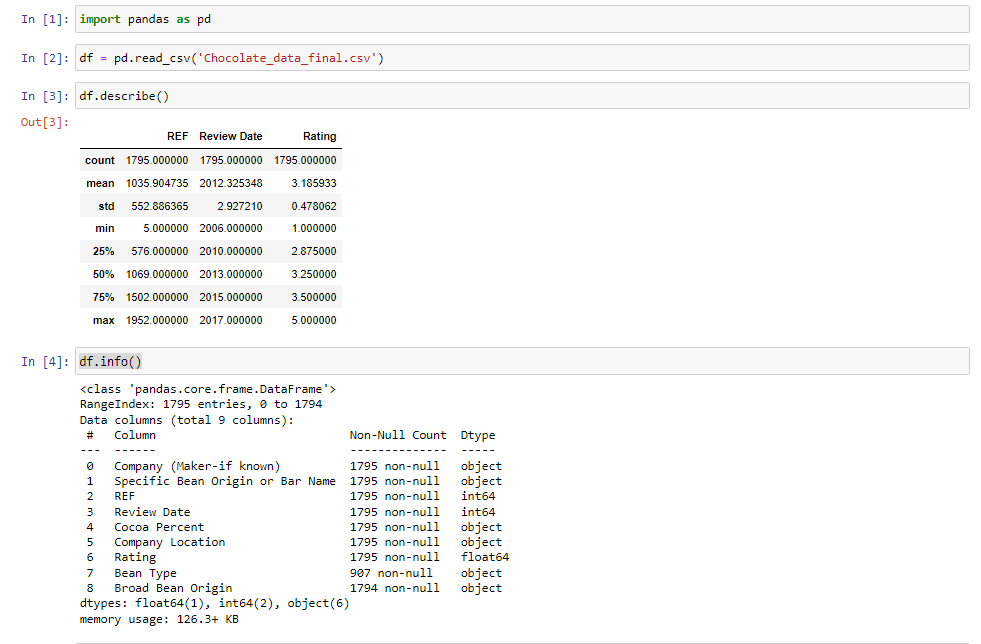 In [1]: import pandas as pd
In [2]: df = pd.read_csv('Chocolate_data_final.csv')
In [3]: df.describe()
Out[3]:
REF Review Date Rating
count 1795.000000 1795.000000 1795.000000
mean 1035.904735 2012.325348 3.185933
std 552.886365 2.927210 0.478062
min 5.000000 2006.000000 1.000000
25% 576.000000 2010.000000 2.875000
50% 1069.000000 2013.000000 3.250000
75% 1502.000000 2015.000000 3.500000
max 1952.000000 2017.000000 5.000000
In [4]: df.info()
<class 'pandas.core.frame.DataFrame'>
RangeIndex: 1795 entries, 0 to 1794
Data columns (total 9 columns):
# Column Non-Null Count Dtype
--- ------ -------------- -----
0 Company (Maker-if known) 1795 non-null object
1 Specific Bean Origin or Bar Name 1795 non-null object
2 REF 1795 non-null int64
3 Review Date 1795 non-null int64
4 Cocoa Percent 1795 non-null object
5 Company Location 1795 non-null object
6 Rating 1795 non-null float64
7 Bean Type 907 non-null object
8 Broad Bean Origin 1794 non-null object
dtypes: float64(1), int64(2), object(6)
memory usage: 126.3+ KB